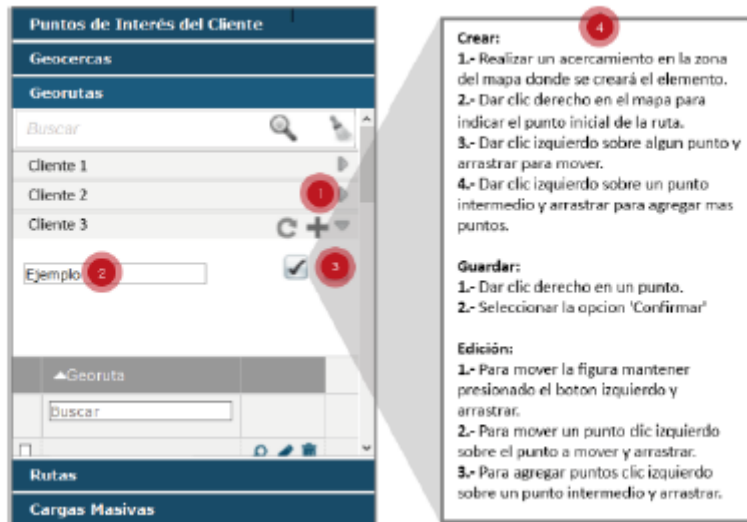 Puntos de Interés del Cliente
Geocercas
Georutas
Buscar
Cliente 1
Cliente 2
1
Cliente 3
Ejemplo
2
3
Georuta
Buscar
Rutas
Cargas Masivas
4
Crear:
1.- Realizar un acercamiento en la zona
del mapa donde se creará el elemento.
2.- Dar clic derecho en el mapa para
indicar el punto inicial de la ruta.
3.- Dar clic izquierdo sobre algun punto y
arrastrar para mover.
4.- Dar clic izquierdo sobre un punto
intermedio y arrastrar para agregar mas
puntos.
Guardar:
1.- Dar clic derecho en un punto.
2.- Seleccionar la opcion 'Confirmar'
Edición:
1.- Para mover la figura mantener
presionado el boton izquierdo y
arrastrar.
2.- Para mover un punto clic izquierdo
sobre el punto a mover y arrastrar.
3.- Para agregar puntos clic izquierdo
sobre un punto intermedio y arrastrar.